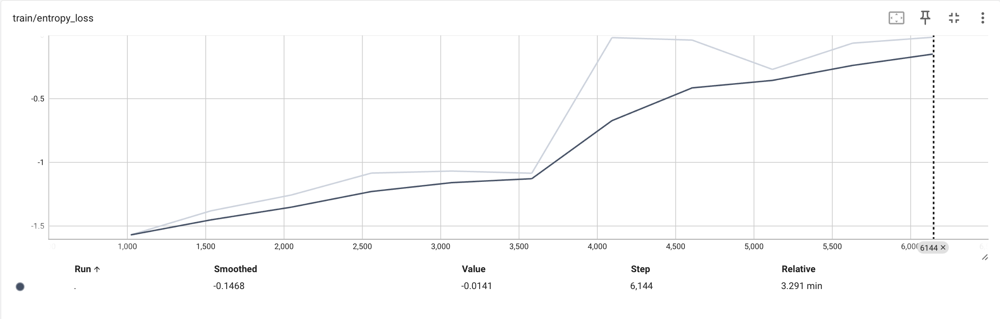 train/entropy_loss
0
-0.5
-1
-1.5
0 1,000 1,500 2,000 2,500 3,000 3,500 4,000 4,500 5,000 5,500 6,000 6144 ×
Run ↑ Smoothed Value Step Relative
. -0.1468 -0.0141 6,144 3.291 min